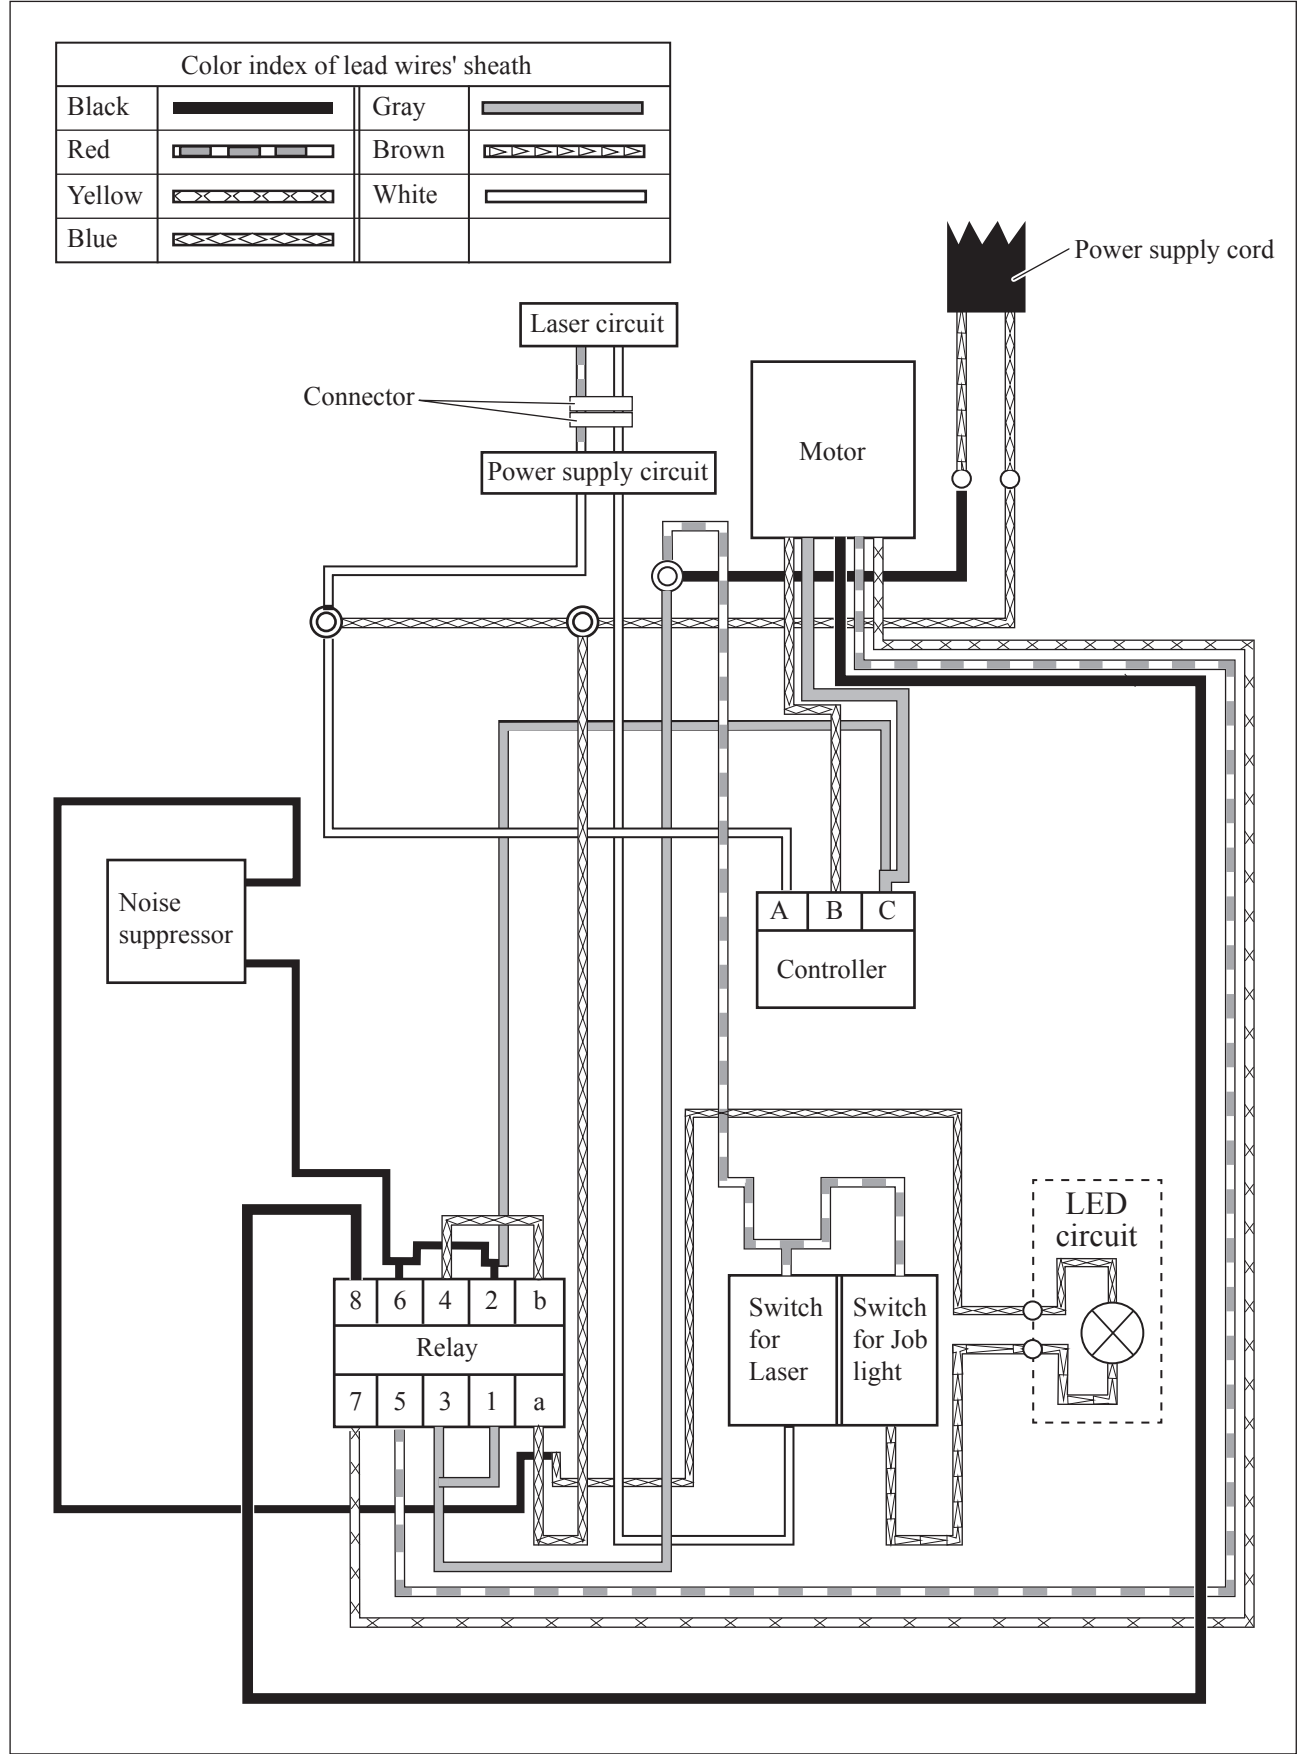 Color index of lead wires' sheath
Black
Gray
Red
Brown
Yellow
White
Blue
Power supply cord
Laser circuit
Connector
Motor
Power supply circuit
Noise
suppressor
A B C
Controller
LED
circuit
8 6 4 2 b
Relay
7 5 3 1 a
Switch
for
Laser
Switch
for Job
light